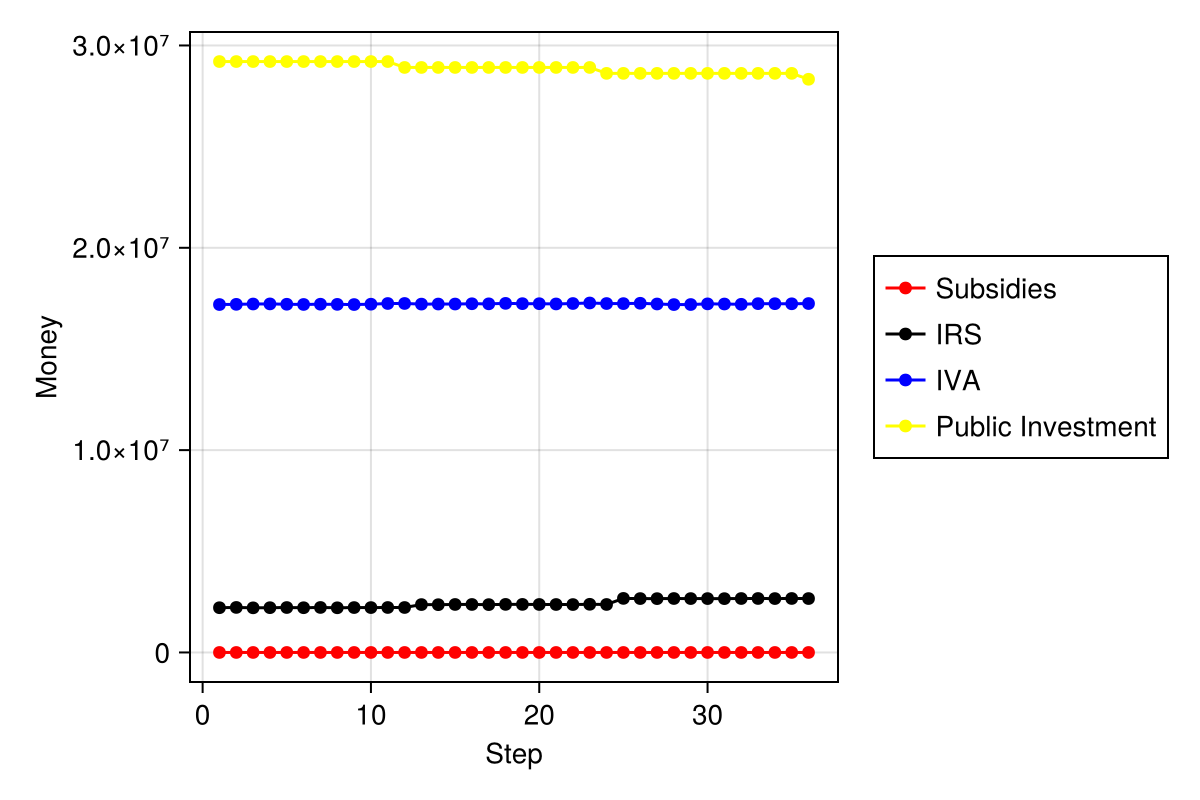 3.0×10⁷
2.0×10⁷
1.0×10⁷
0
Money
0
10
20
30
Step
Subsidies
IRS
IVA
Public Investment